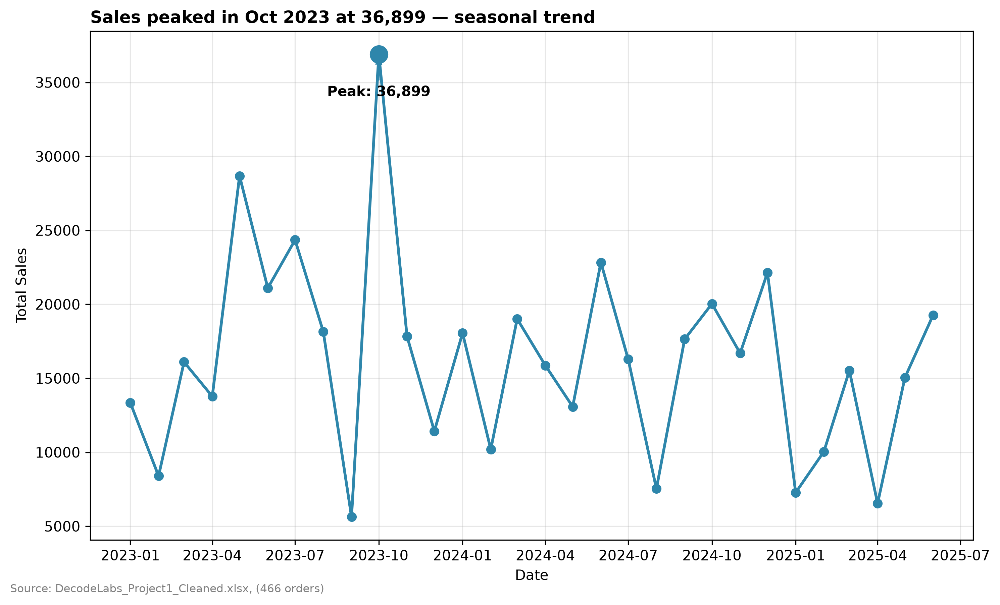 Sales peaked in Oct 2023 at 36,899 — seasonal trend
Peak: 36,899
35000
30000
25000
20000
15000
10000
5000
Total Sales
2023-01 2023-04 2023-07 2023-10 2024-01 2024-04 2024-07 2024-10 2025-01 2025-04 2025-07
Date
Source: DecodeLabs_Project1_Cleaned.xlsx, (466 orders)